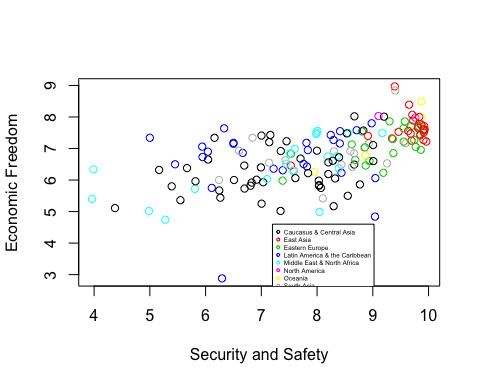 9
8
7
6
5
4
3
Economic Freedom
Caucasus & Central Asia
East Asia
Eastern Europe
Latin America & the Caribbean
Middle East & North Africa
North America
Oceania
South Asia
4 5 6 7 8 9 10
Security and Safety